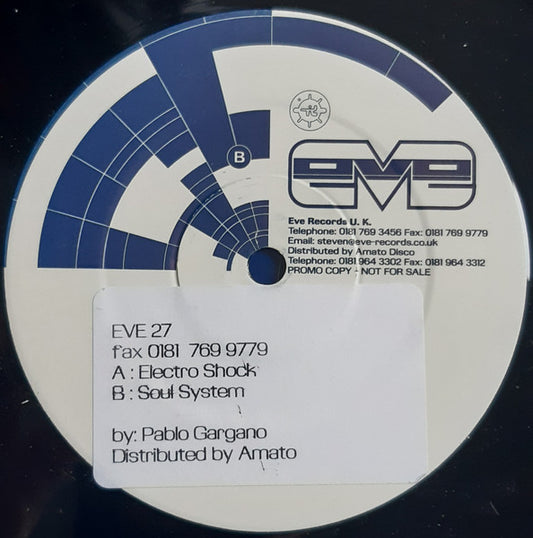 B
eve
Eve Records U. K.
Telephone: 0181 769 3456 Fax: 0181 769 9779
Email: steven@eve-records.co.uk
Distributed by Amato Disco
Telephone: 0181 964 3302 Fax: 0181 964 3312
PROMO COPY - NOT FOR SALE
EVE 27
fax 0181 769 9779
A : Electro Shock
B : Soul System
by: Pablo Gargano
Distributed by Amato